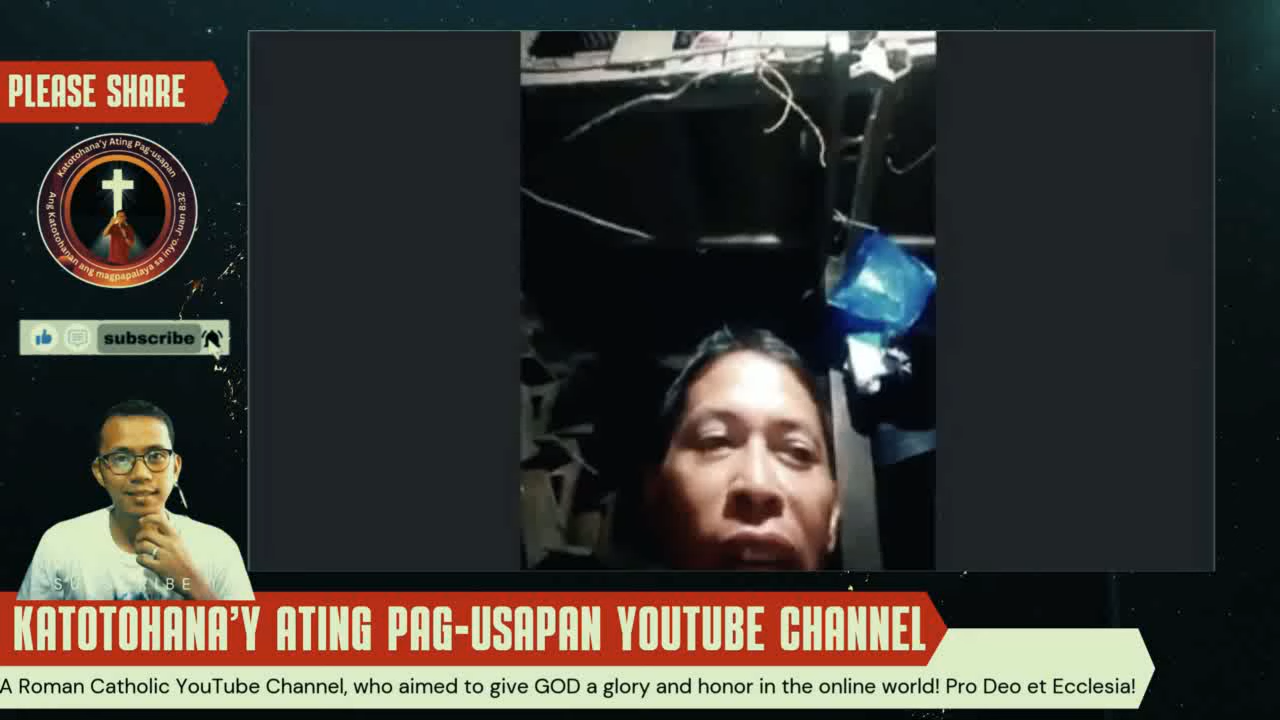 PLEASE SHARE
Katotohana'y Ating Pag-usapan
Ang Katotohanan ang magpapalaya sa inyo. Juan 8:32
subscribe
KATOTOHANA'Y ATING PAG-USAPAN YOUTUBE CHANNEL
A Roman Catholic YouTube Channel, who aimed to give GOD a glory and honor in the online world! Pro Deo et Ecclesia!